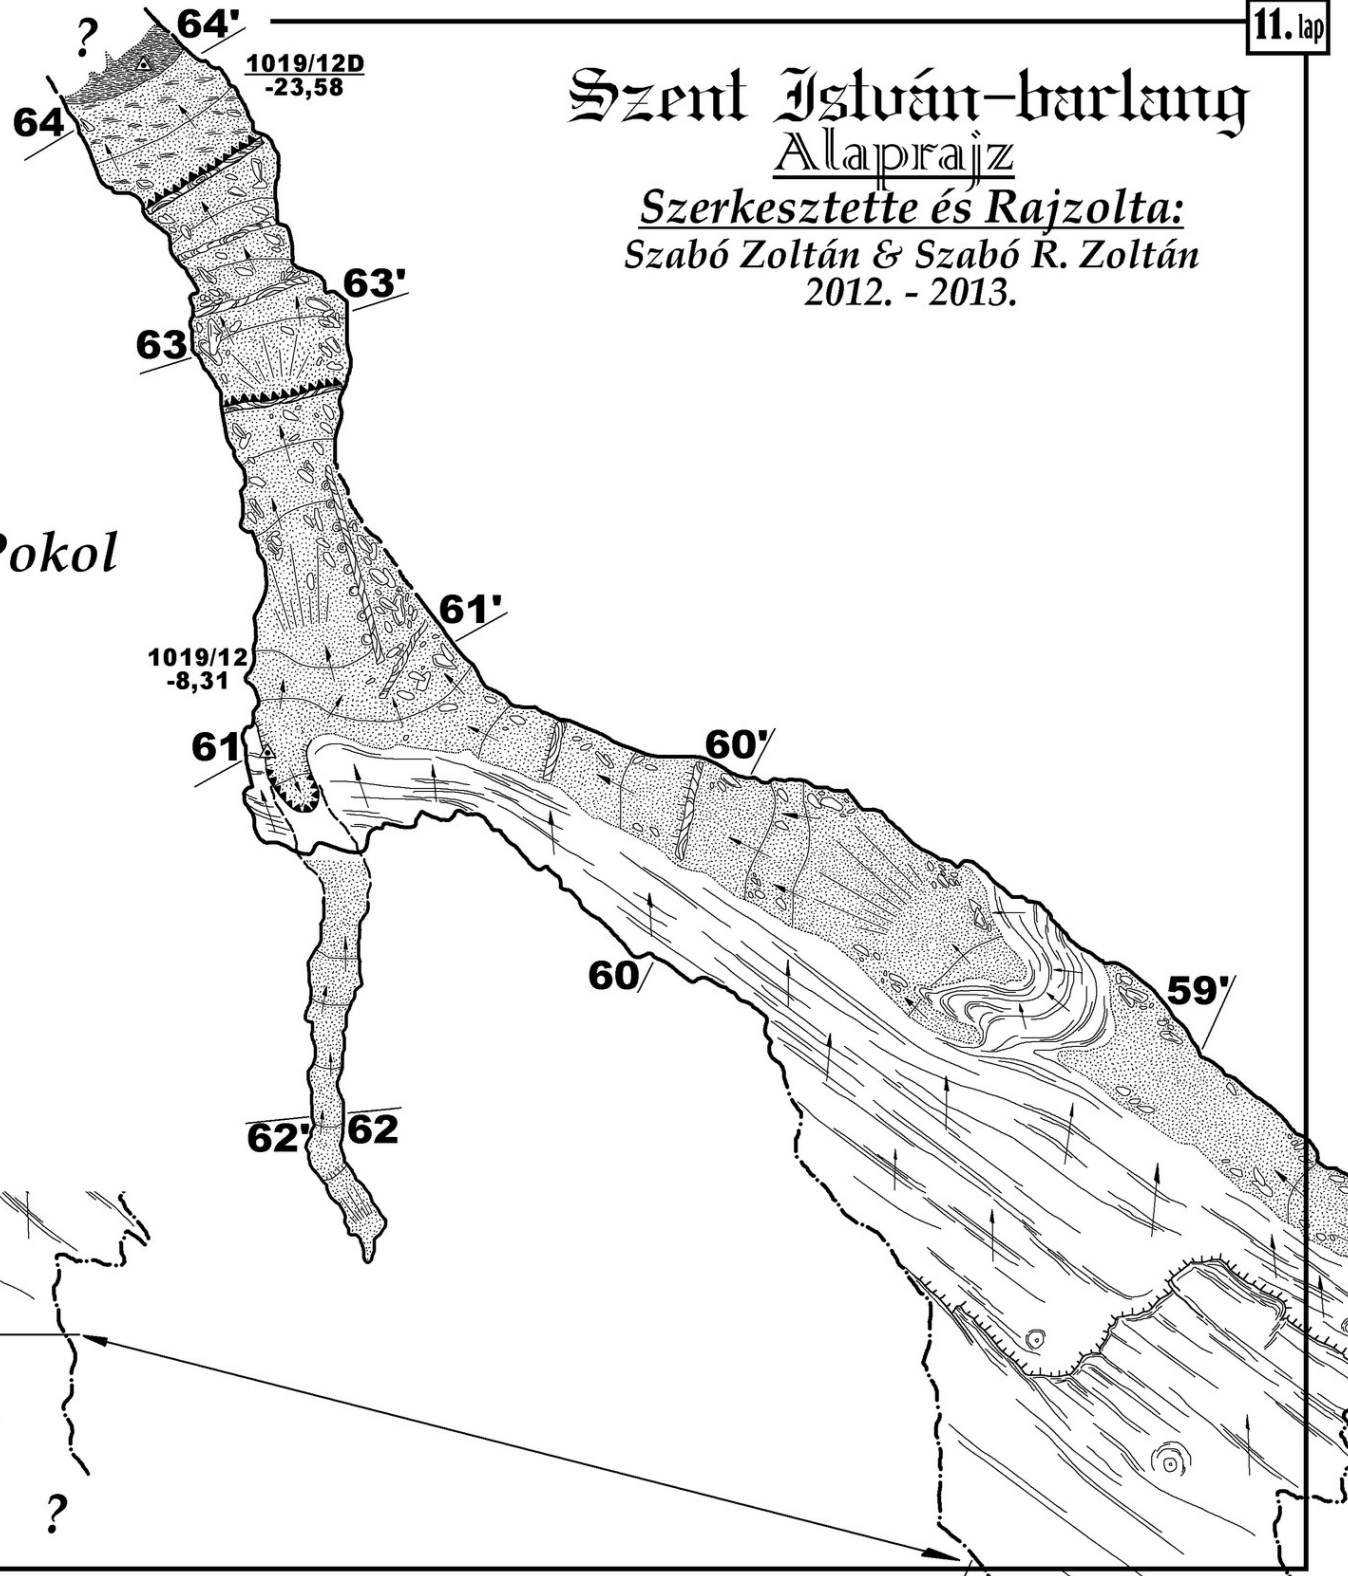 11. lap
?
64'
1019/12D
-23,58
Szent István-barlang
Alaprajz
Szerkesztette és Rajzolta:
Szabó Zoltán & Szabó R. Zoltán
2012. - 2013.
64
63'
63
okol
61'
1019/12
-8,31
61
60'
60
59'
62'
62
?